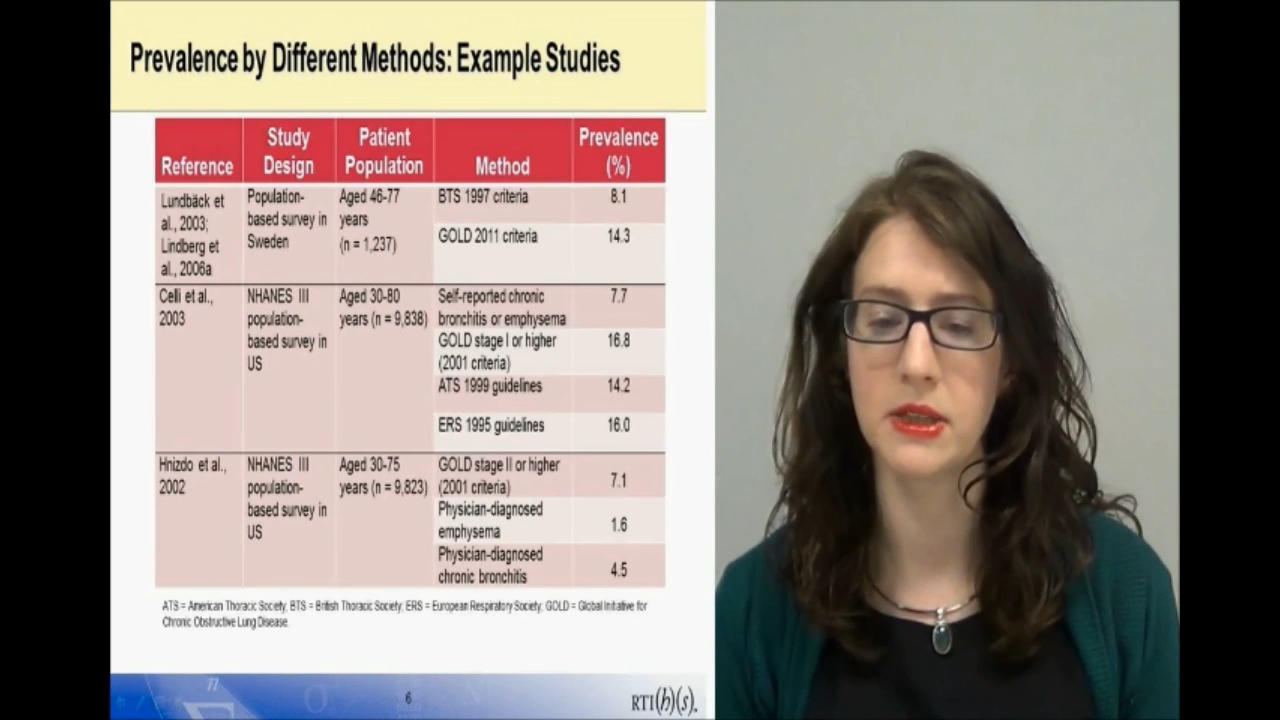 Prevalence by Different Methods: Example Studies
Reference
Study
Design
Patient
Population
Method
Prevalence
(%)
Lundbäck et
al., 2003;
Lindberg et
al., 2006a
Population-
based survey in
Sweden
Aged 46-77
years
(n = 1,237)
BTS 1997 criteria
8.1
GOLD 2011 criteria
14.3
Celli et al.,
2003
NHANES III
population-
based survey in
US
Aged 30-80
years (n = 9,838)
Self-reported chronic
bronchitis or emphysema
7.7
GOLD stage I or higher
(2001 criteria)
16.8
ATS 1999 guidelines
14.2
ERS 1995 guidelines
16.0
Hnizdo et al.,
2002
NHANES III
population-
based survey in
US
Aged 30-75
years (n = 9,823)
GOLD stage II or higher
(2001 criteria)
7.1
Physician-diagnosed
emphysema
1.6
Physician-diagnosed
chronic bronchitis
4.5
ATS = American Thoracic Society; BTS = British Thoracic Society; ERS = European Respiratory Society; GOLD = Global Initiative for
Chronic Obstructive Lung Disease.
6
RTI(h)(s).